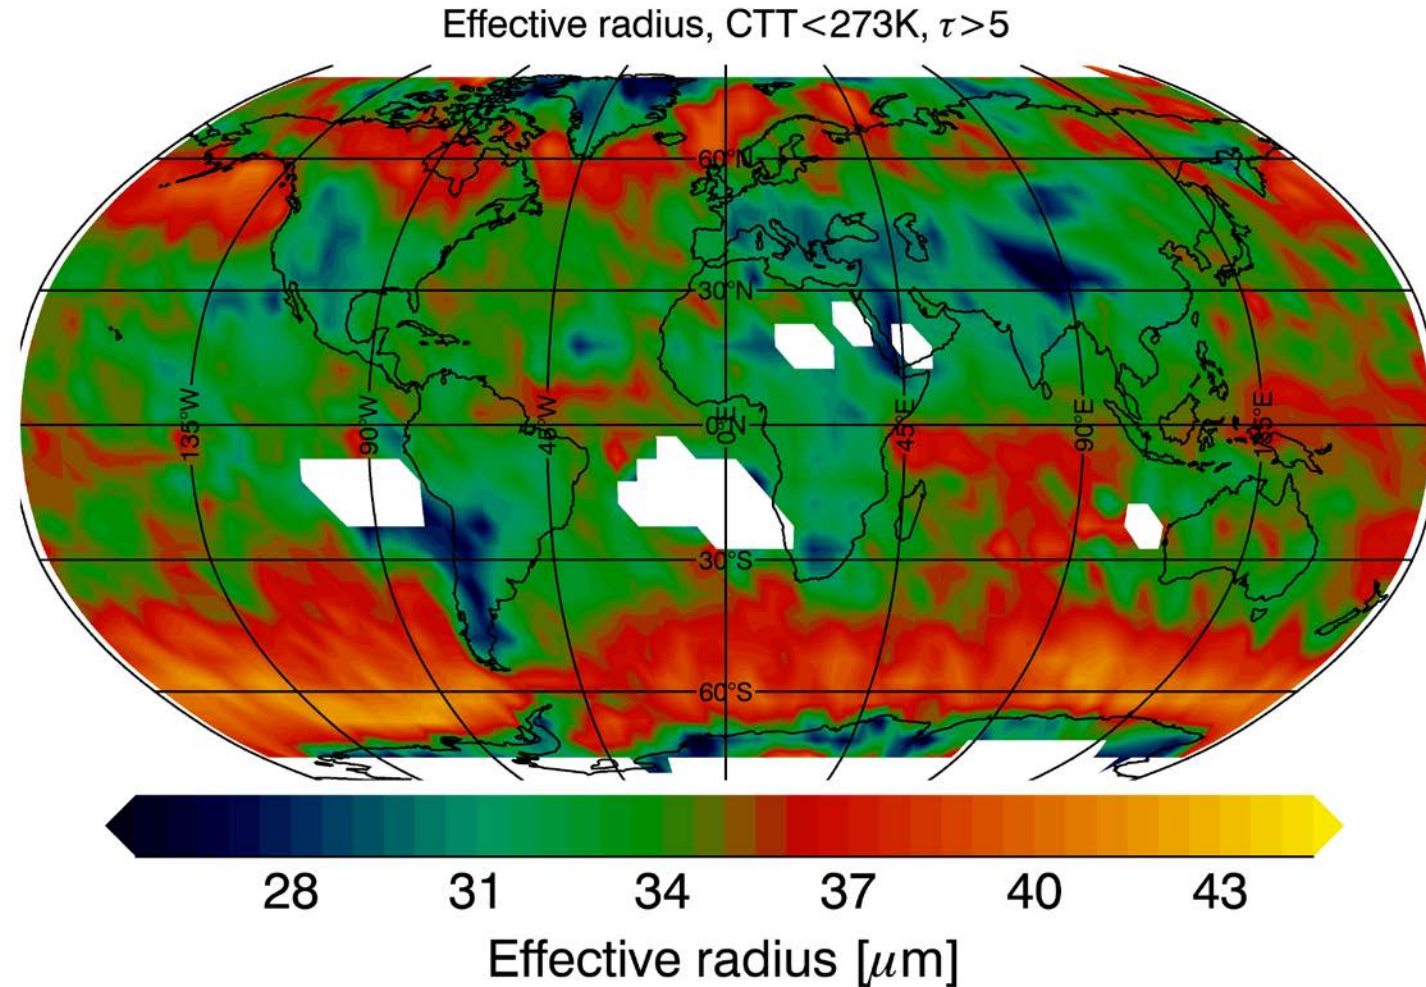 Effective radius, CTT<273K, τ>5
60°N
30°N
135°W
90°W
45°W
0°N
0°E
45°E
90°E
135°E
30°S
60°S
28 31 34 37 40 43
Effective radius [μm]